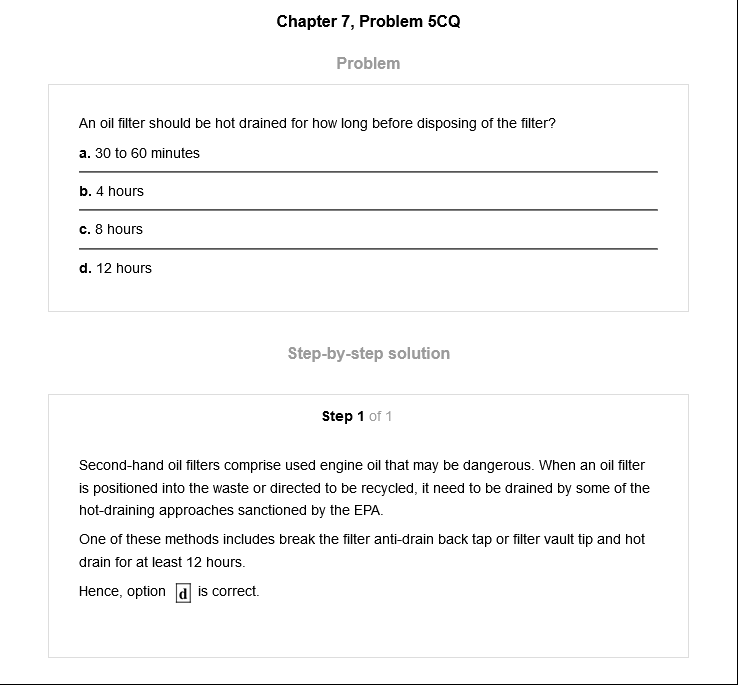 Chapter 7, Problem 5CQ
Problem
An oil filter should be hot drained for how long before disposing of the filter?
a. 30 to 60 minutes
b. 4 hours
c. 8 hours
d. 12 hours
Step-by-step solution
Step 1 of 1
Second-hand oil filters comprise used engine oil that may be dangerous. When an oil filter
is positioned into the waste or directed to be recycled, it need to be drained by some of the
hot-draining approaches sanctioned by the EPA.
One of these methods includes break the filter anti-drain back tap or filter vault tip and hot
drain for at least 12 hours.
Hence, option d is correct.